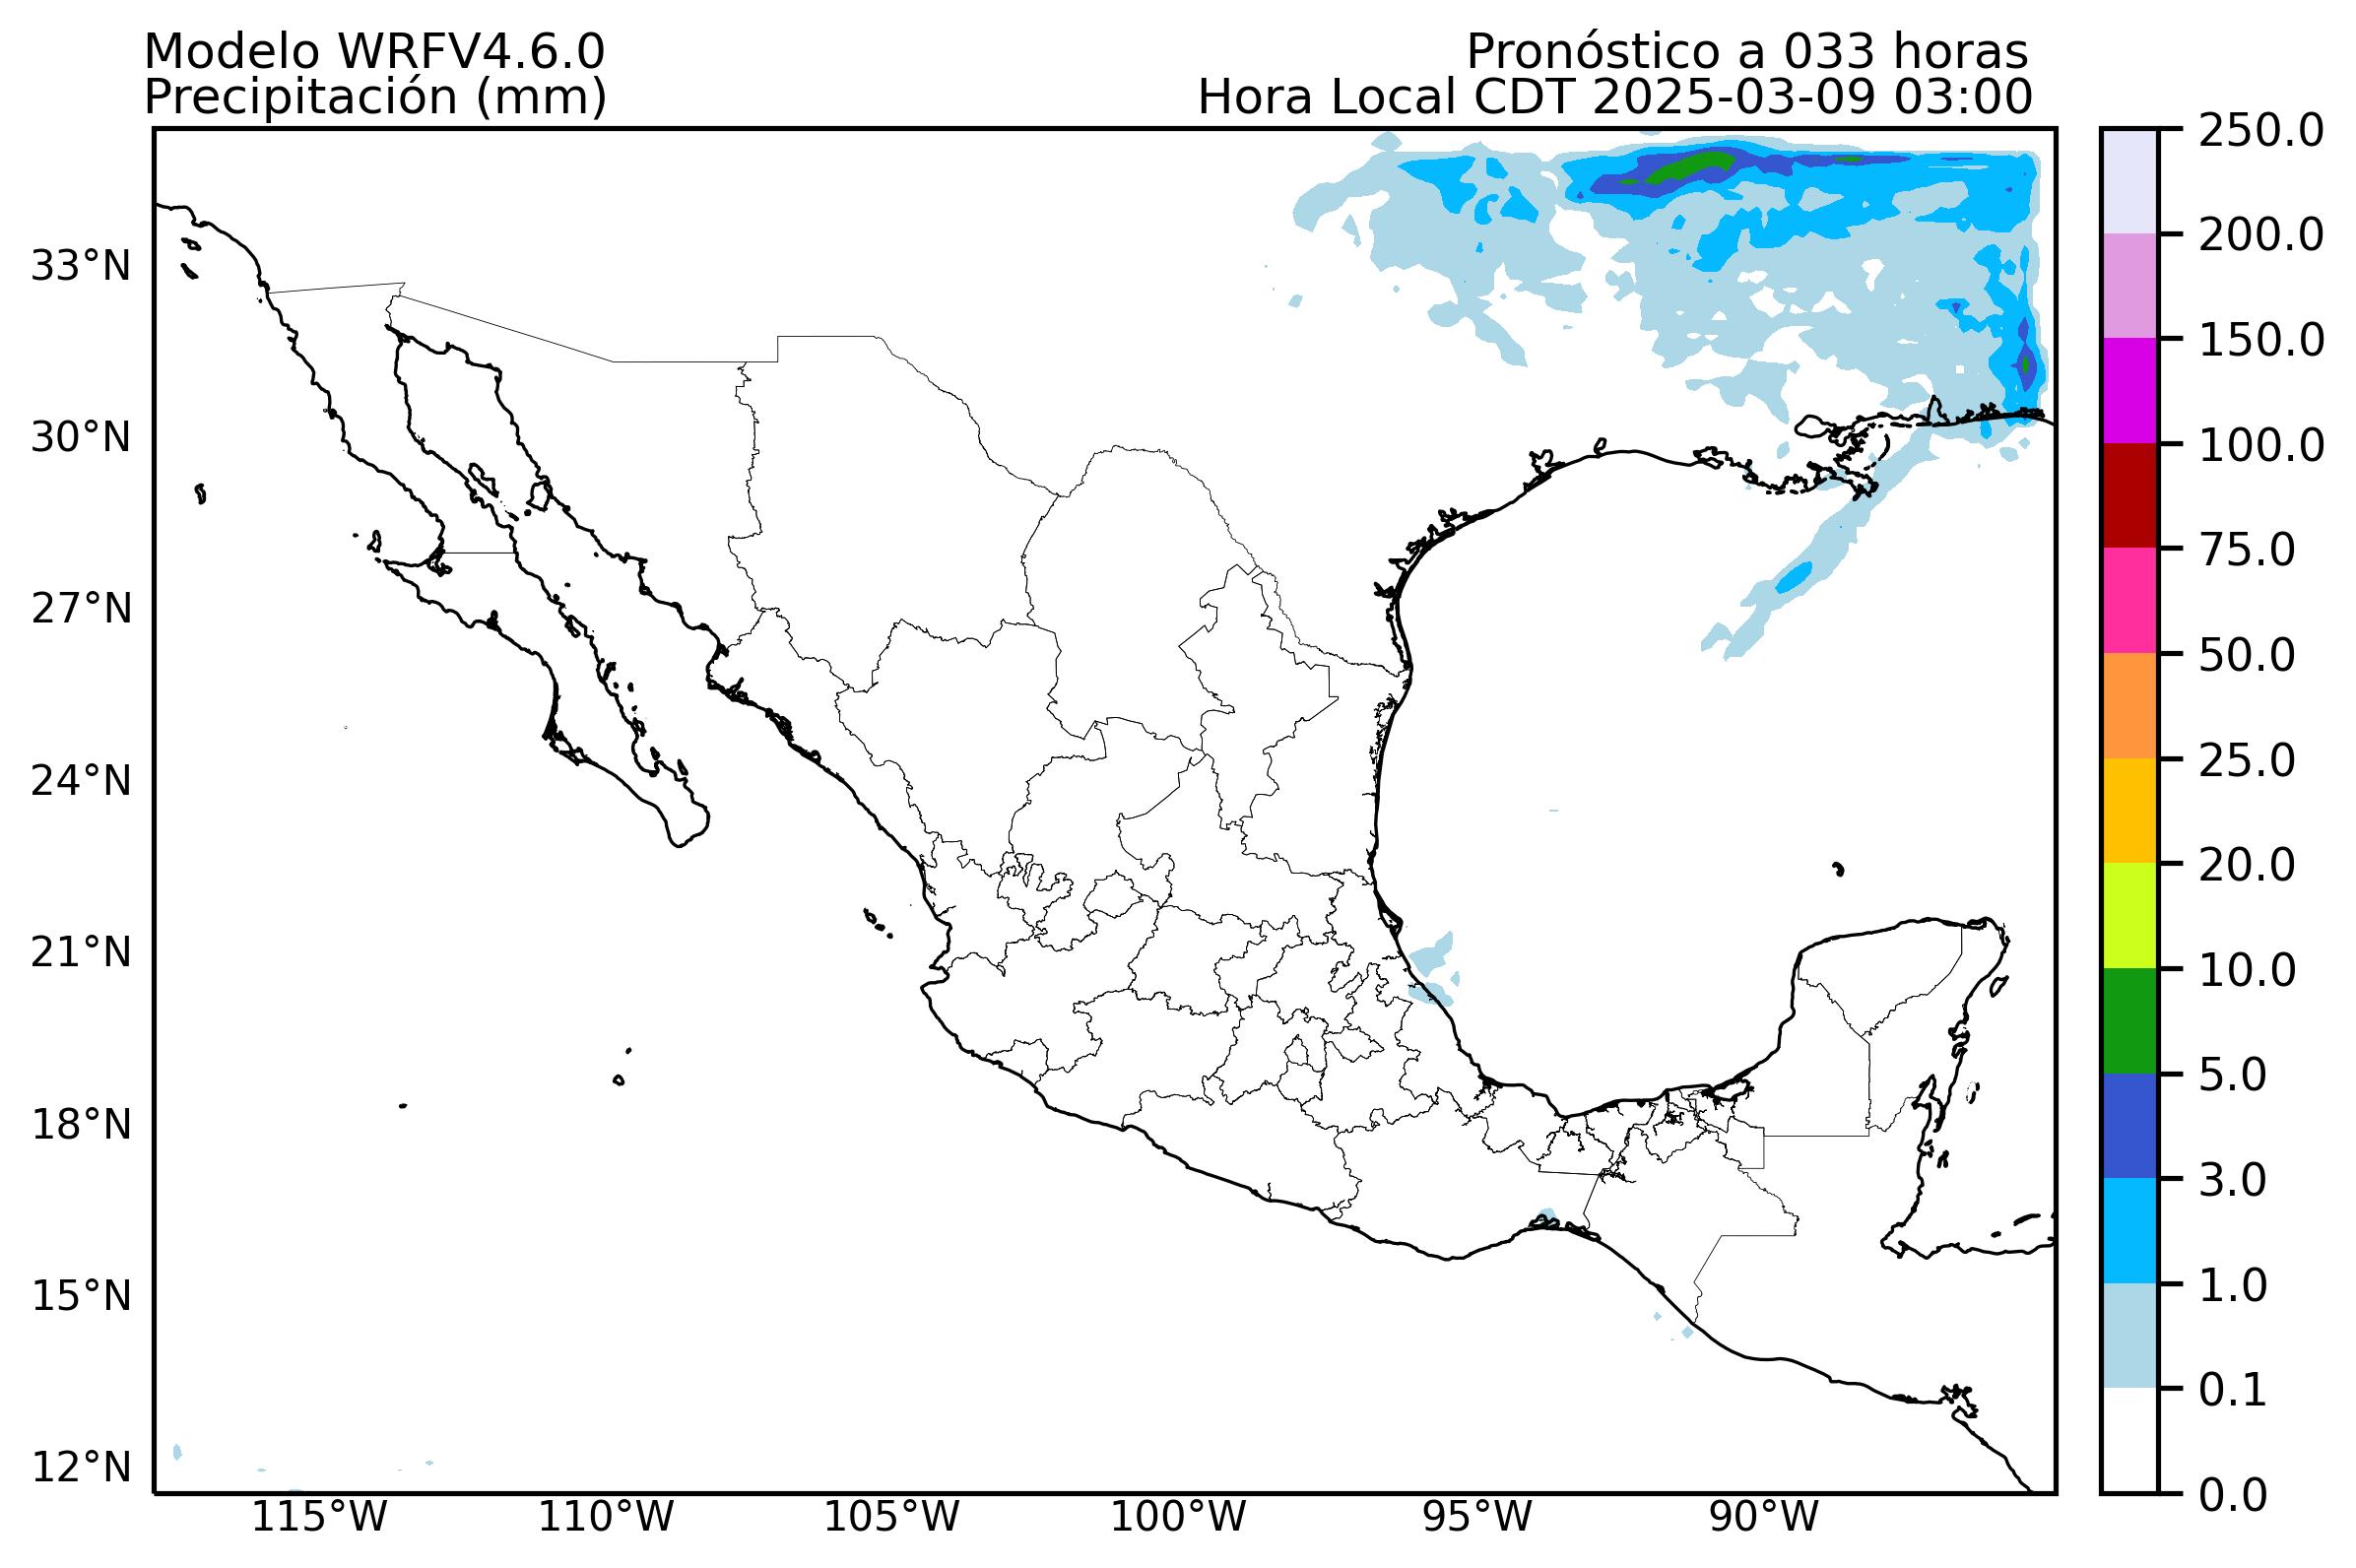 Modelo WRFV4.6.0
Precipitación (mm)
Pronóstico a 033 horas
Hora Local CDT 2025-03-09 03:00
33°N
30°N
27°N
24°N
21°N
18°N
15°N
12°N
115°W
110°W
105°W
100°W
95°W
90°W
250.0
200.0
150.0
100.0
75.0
50.0
25.0
20.0
10.0
5.0
3.0
1.0
0.1
0.0